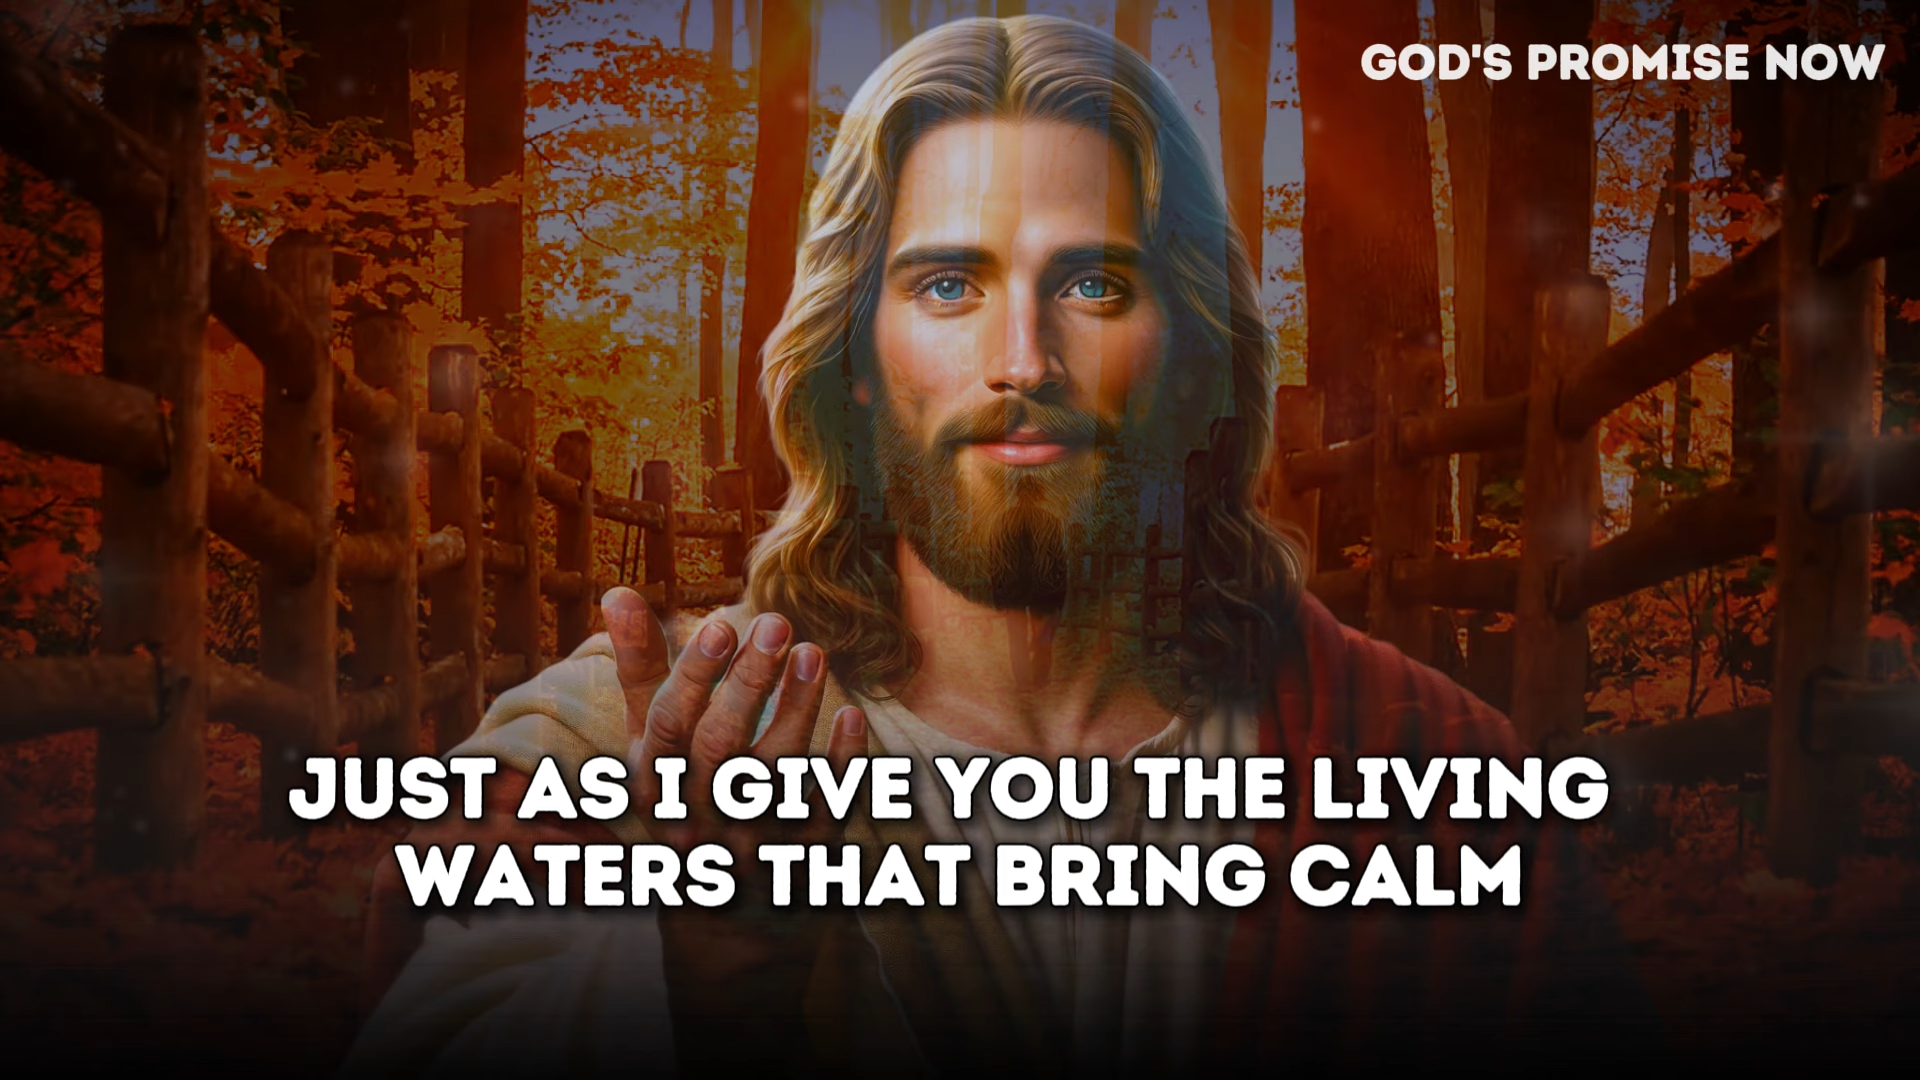 GOD'S PROMISE NOW
JUST AS I GIVE YOU THE LIVING
WATERS THAT BRING CALM